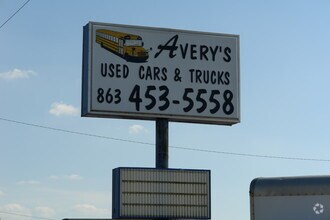 AVERY'S
USED CARS & TRUCKS
863 453-5558